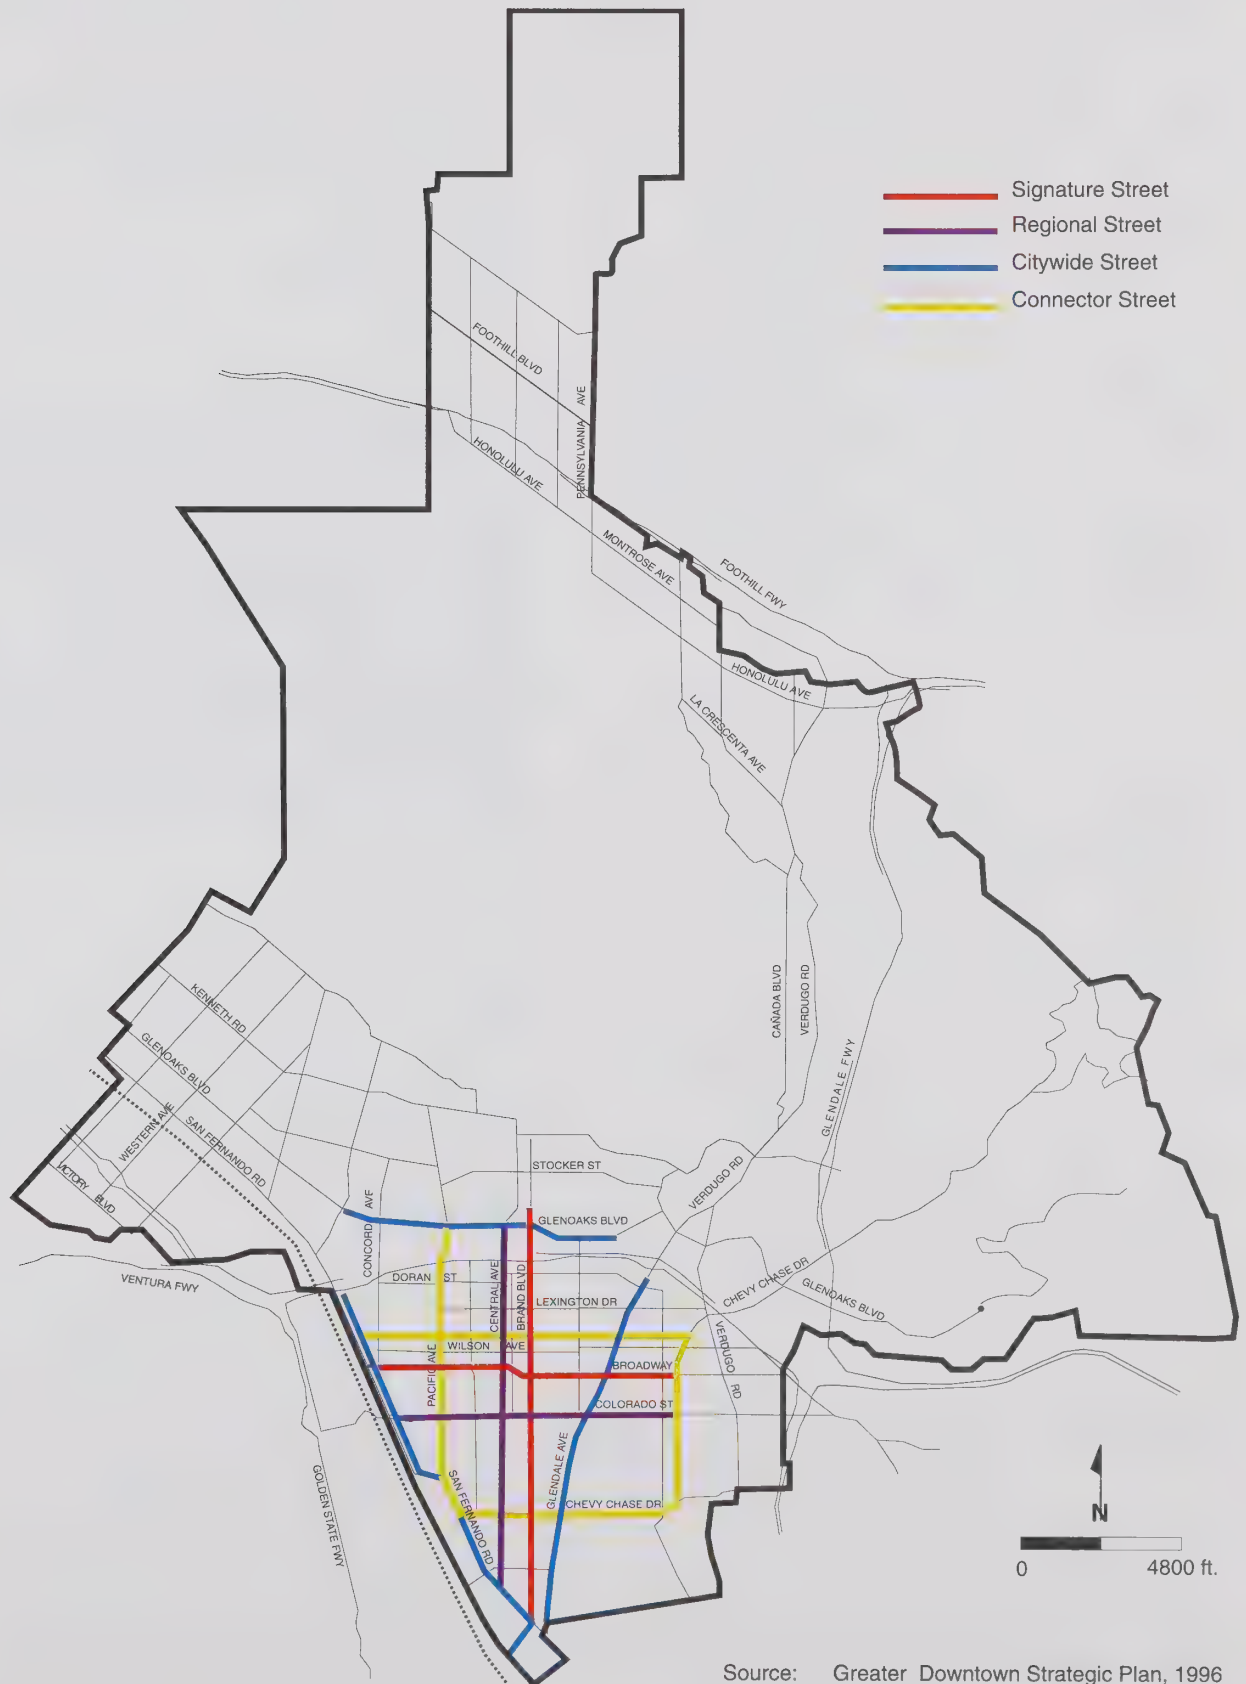 Signature Street
Regional Street
Citywide Street
Connector Street
FOOTHILL BLVD
PENNSYLVANIA AVE
HONOLULU AVE
MONTROSE AVE
FOOTHILL FWY
HONOLULU AVE
LA CRESCENTA AVE
CAÑADA BLVD
VERDUGO RD
GLENDALE FWY
KENNETH RD
GLENOAKS BLVD
WESTERN AVE
SAN FERNANDO RD
VICTORY BLVD
STOCKER ST
VERDUGO RD
CONCORD AVE
GLENOAKS BLVD
VENTURA FWY
DORAN ST
CENTRAL AVE
BRAND BLVD
LEXINGTON DR
CHEVY CHASE DR
GLENOAKS BLVD
WILSON AVE
VERDUGO RD
PACIFIC AVE
BROADWAY
COLORADO ST
GLENDALE AVE
SAN FERNANDO RD
CHEVY CHASE DR
GOLDEN STATE FWY
N
0 4800 ft.
Source: Greater Downtown Strategic Plan, 1996